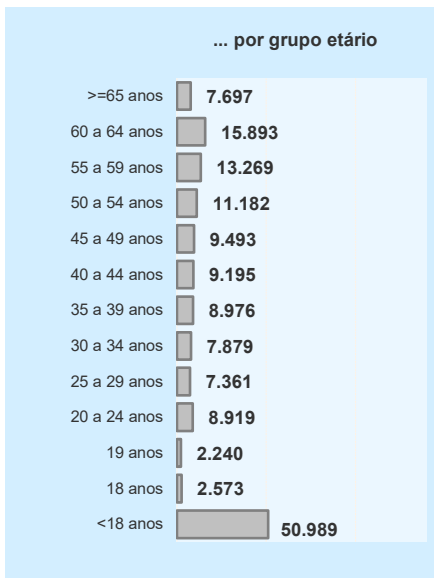 ... por grupo etário
>=65 anos 7.697
60 a 64 anos 15.893
55 a 59 anos 13.269
50 a 54 anos 11.182
45 a 49 anos 9.493
40 a 44 anos 9.195
35 a 39 anos 8.976
30 a 34 anos 7.879
25 a 29 anos 7.361
20 a 24 anos 8.919
19 anos 2.240
18 anos 2.573
<18 anos 50.989